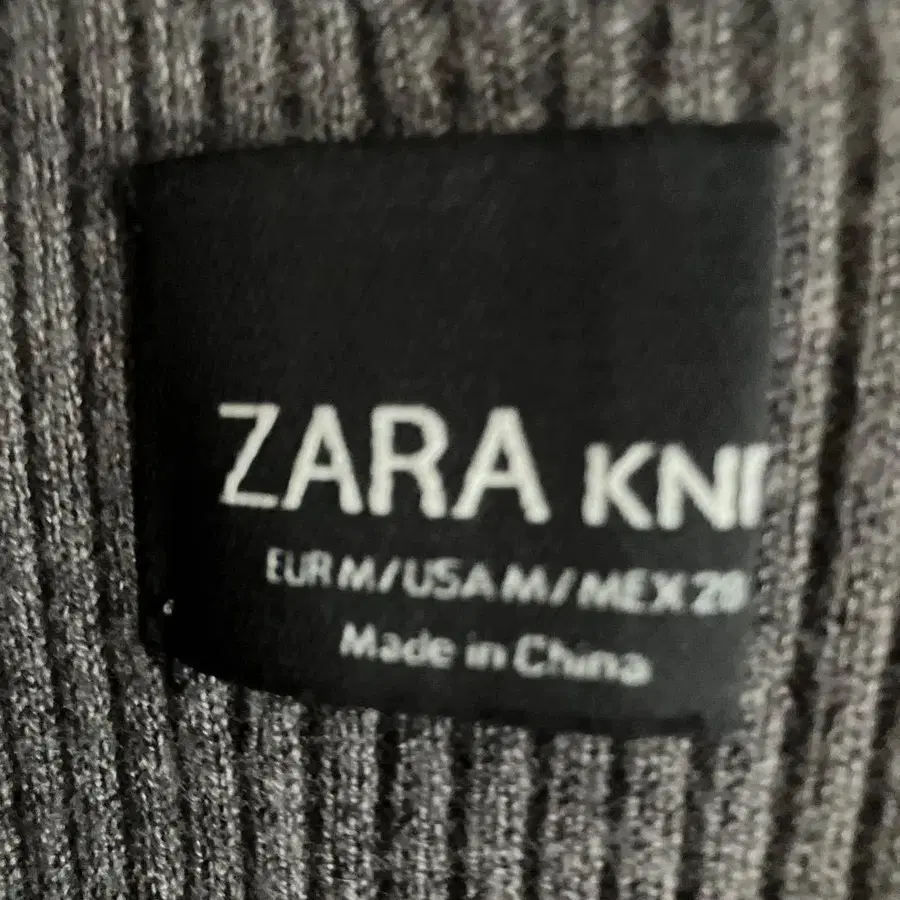 ZARA KNI
EUR M/USA M/MEX 28
Made in China